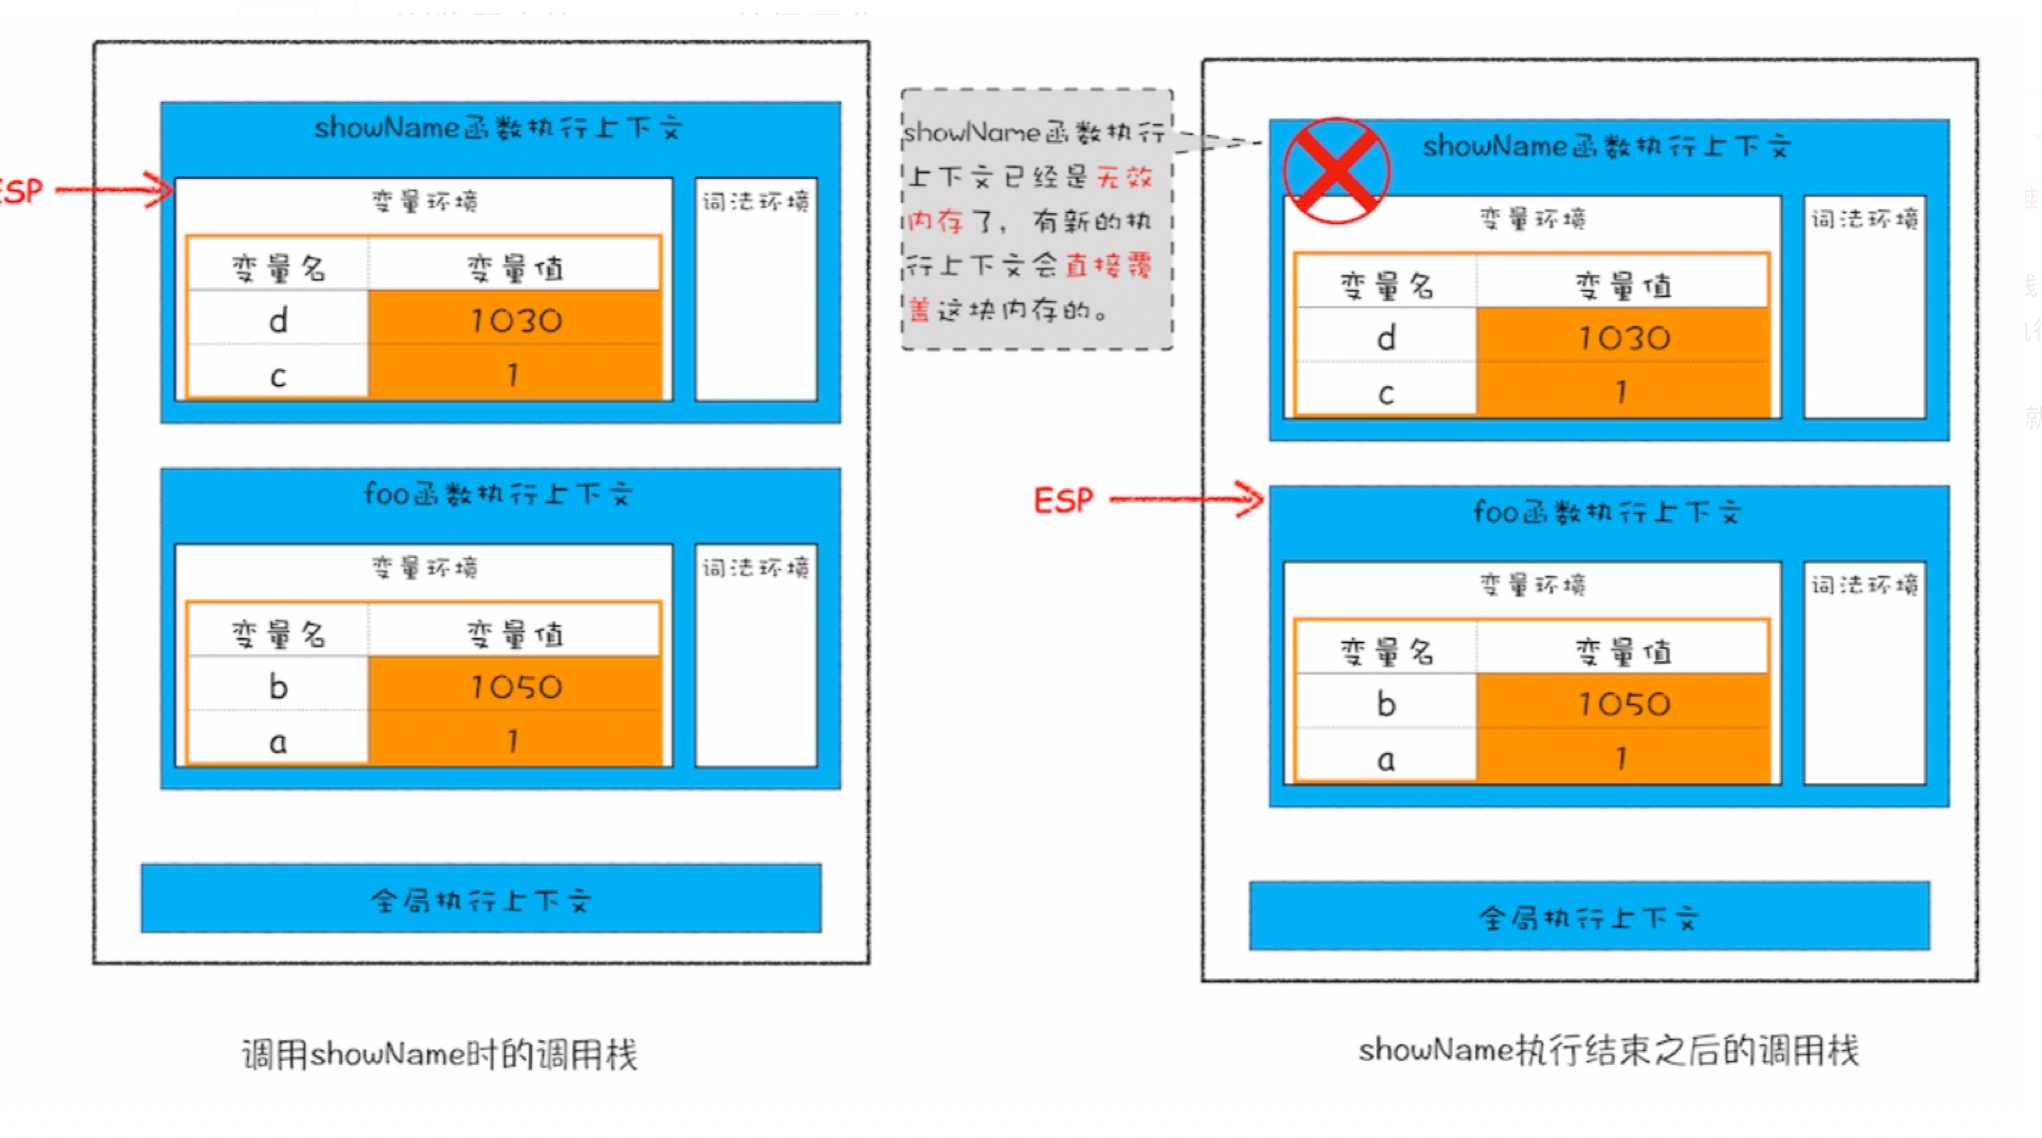 showName函数执行上下文
ESP
变量环境
词法环境
变量名 变量值
d 1030
c 1
foo函数执行上下文
变量环境
词法环境
变量名 变量值
b 1050
a 1
全局执行上下文
调用showName时的调用栈
showName函数执行
上下文已经是无效
内存了，有新的执
行上下文会直接覆
盖这块内存的。
showName函数执行上下文
变量环境
词法环境
变量名 变量值
d 1030
c 1
ESP
foo函数执行上下文
变量环境
词法环境
变量名 变量值
b 1050
a 1
全局执行上下文
showName执行结束之后的调用栈